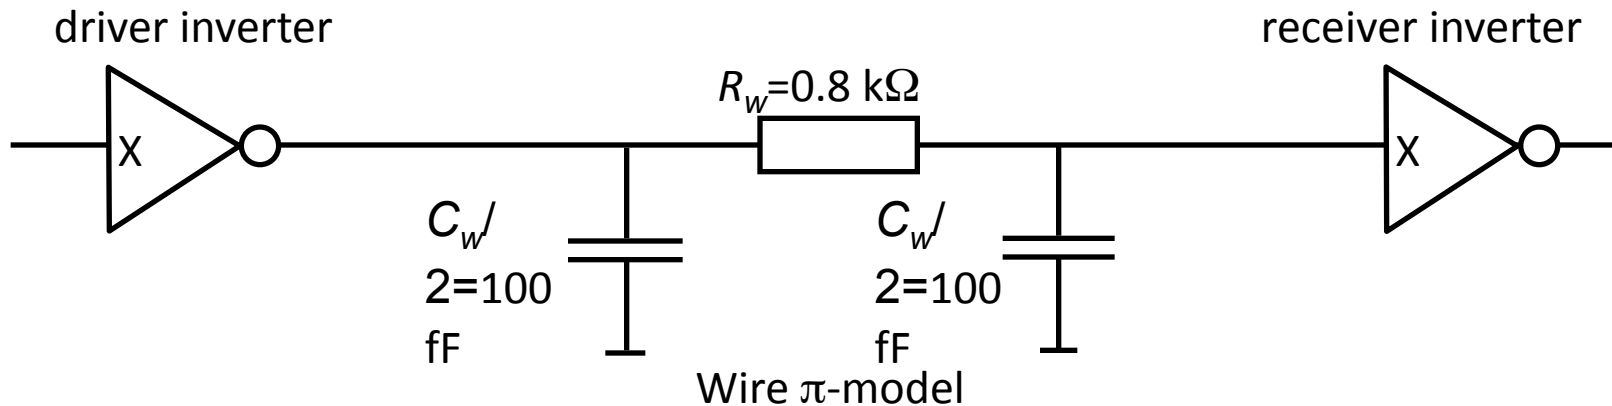 driver inverter
receiver inverter
R_w=0.8 kΩ
X
X
C_w/
2=100
fF
C_w/
2=100
fF
Wire π-model